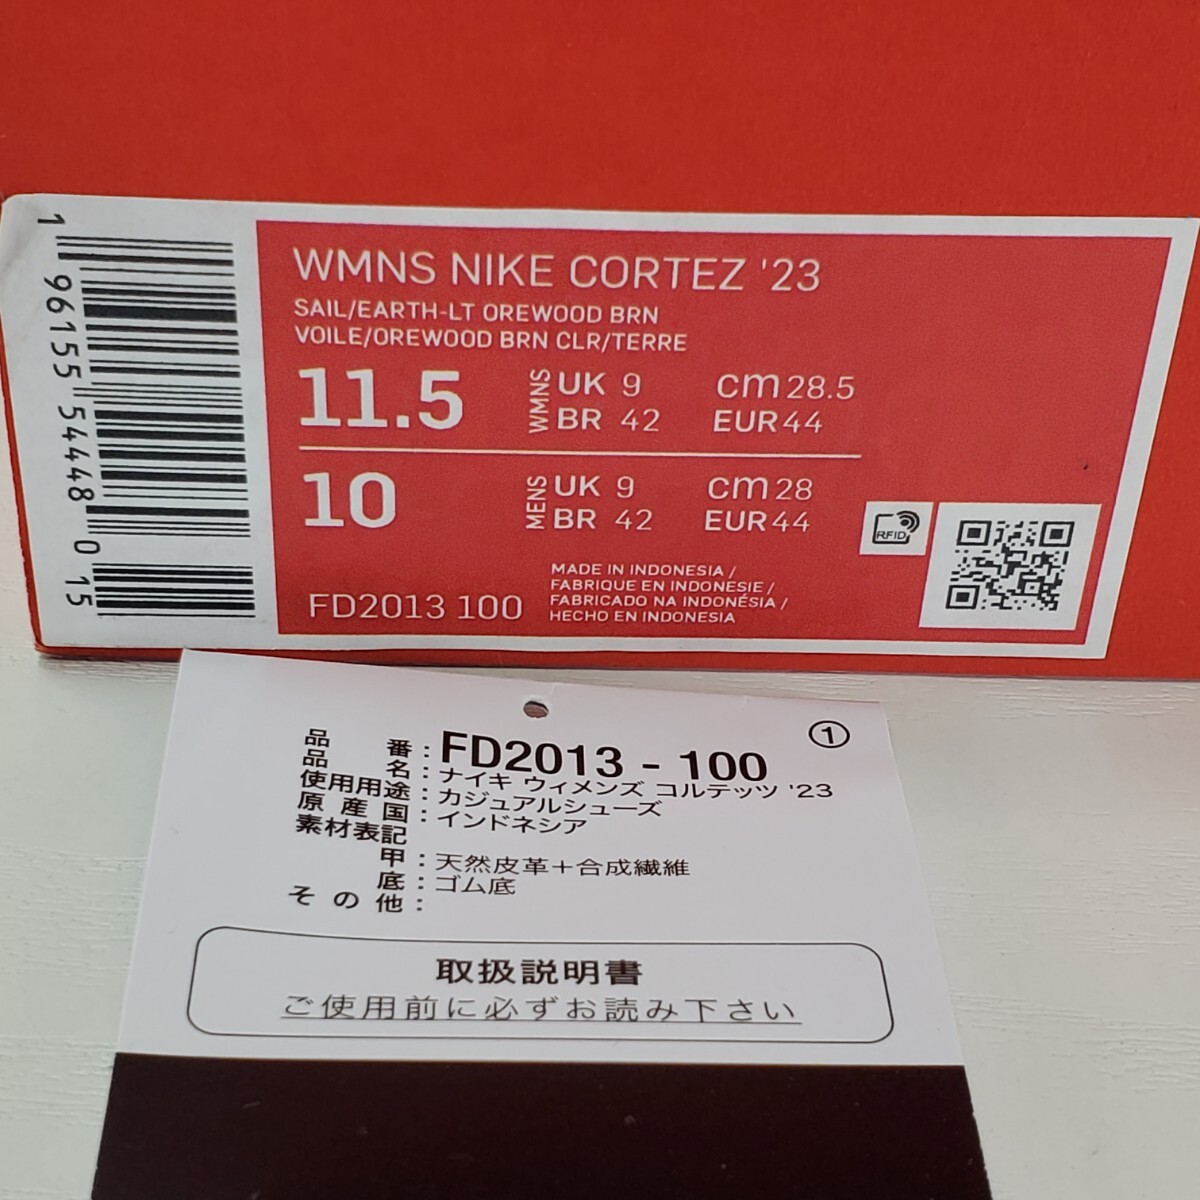 1 96155 54448 0 15
WMNS NIKE CORTEZ '23
SAIL/EARTH-LT OREWOOD BRN
VOILE/OREWOOD BRN CLR/TERRE
11.5 WMNS UK 9 cm 28.5
BR 42 EUR 44
10 MENS UK 9 cm 28
BR 42 EUR 44
RFID
FD2013 100
MADE IN INDONESIA /
FABRIQUE EN INDONESIE /
FABRICADO NA INDONÉSIA /
HECHO EN INDONESIA
①
品番：FD2013 - 100
品名：ナイキ ウィメンズ コルテッツ '23
使用用途：カジュアルシューズ
原産国：インドネシア
素材表記
甲：天然皮革＋合成繊維
底：ゴム底
その他：
取扱説明書
ご使用前に必ずお読み下さい